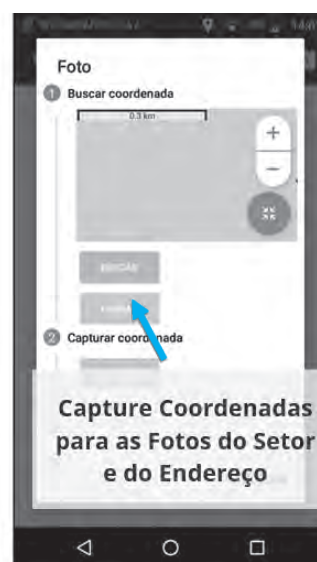 Foto
1 Buscar coordenada
0.3 km
+
−
2 Capturar coordenada
Capture Coordenadas
para as Fotos do Setor
e do Endereço